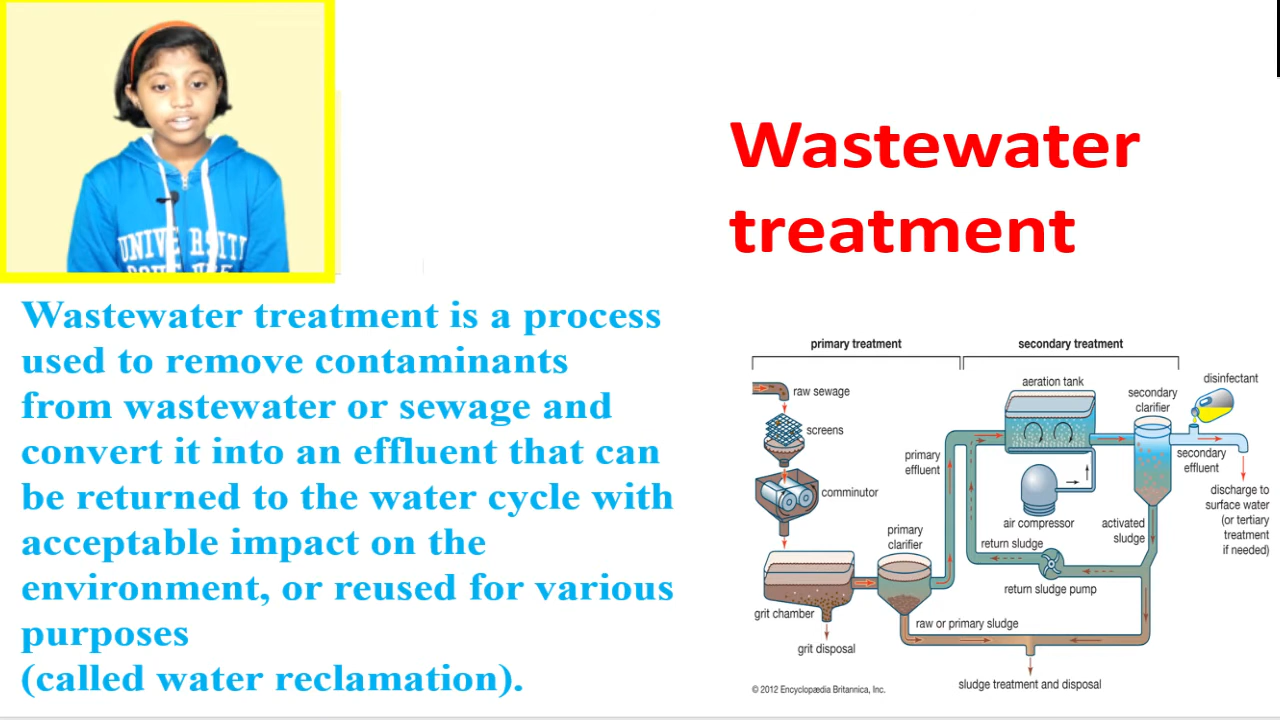 Wastewater
treatment
UNIVERSITY
Wastewater treatment is a process
used to remove contaminants
from wastewater or sewage and
convert it into an effluent that can
be returned to the water cycle with
acceptable impact on the
environment, or reused for various
purposes
(called water reclamation).
primary treatment
secondary treatment
raw sewage
screens
comminutor
grit chamber
grit disposal
primary
clarifier
raw or primary sludge
primary
effluent
aeration tank
air compressor
secondary
clarifier
disinfectant
secondary
effluent
discharge to
surface water
(or tertiary
treatment
if needed)
activated
sludge
return sludge
return sludge pump
sludge treatment and disposal
© 2012 Encyclopædia Britannica, Inc.